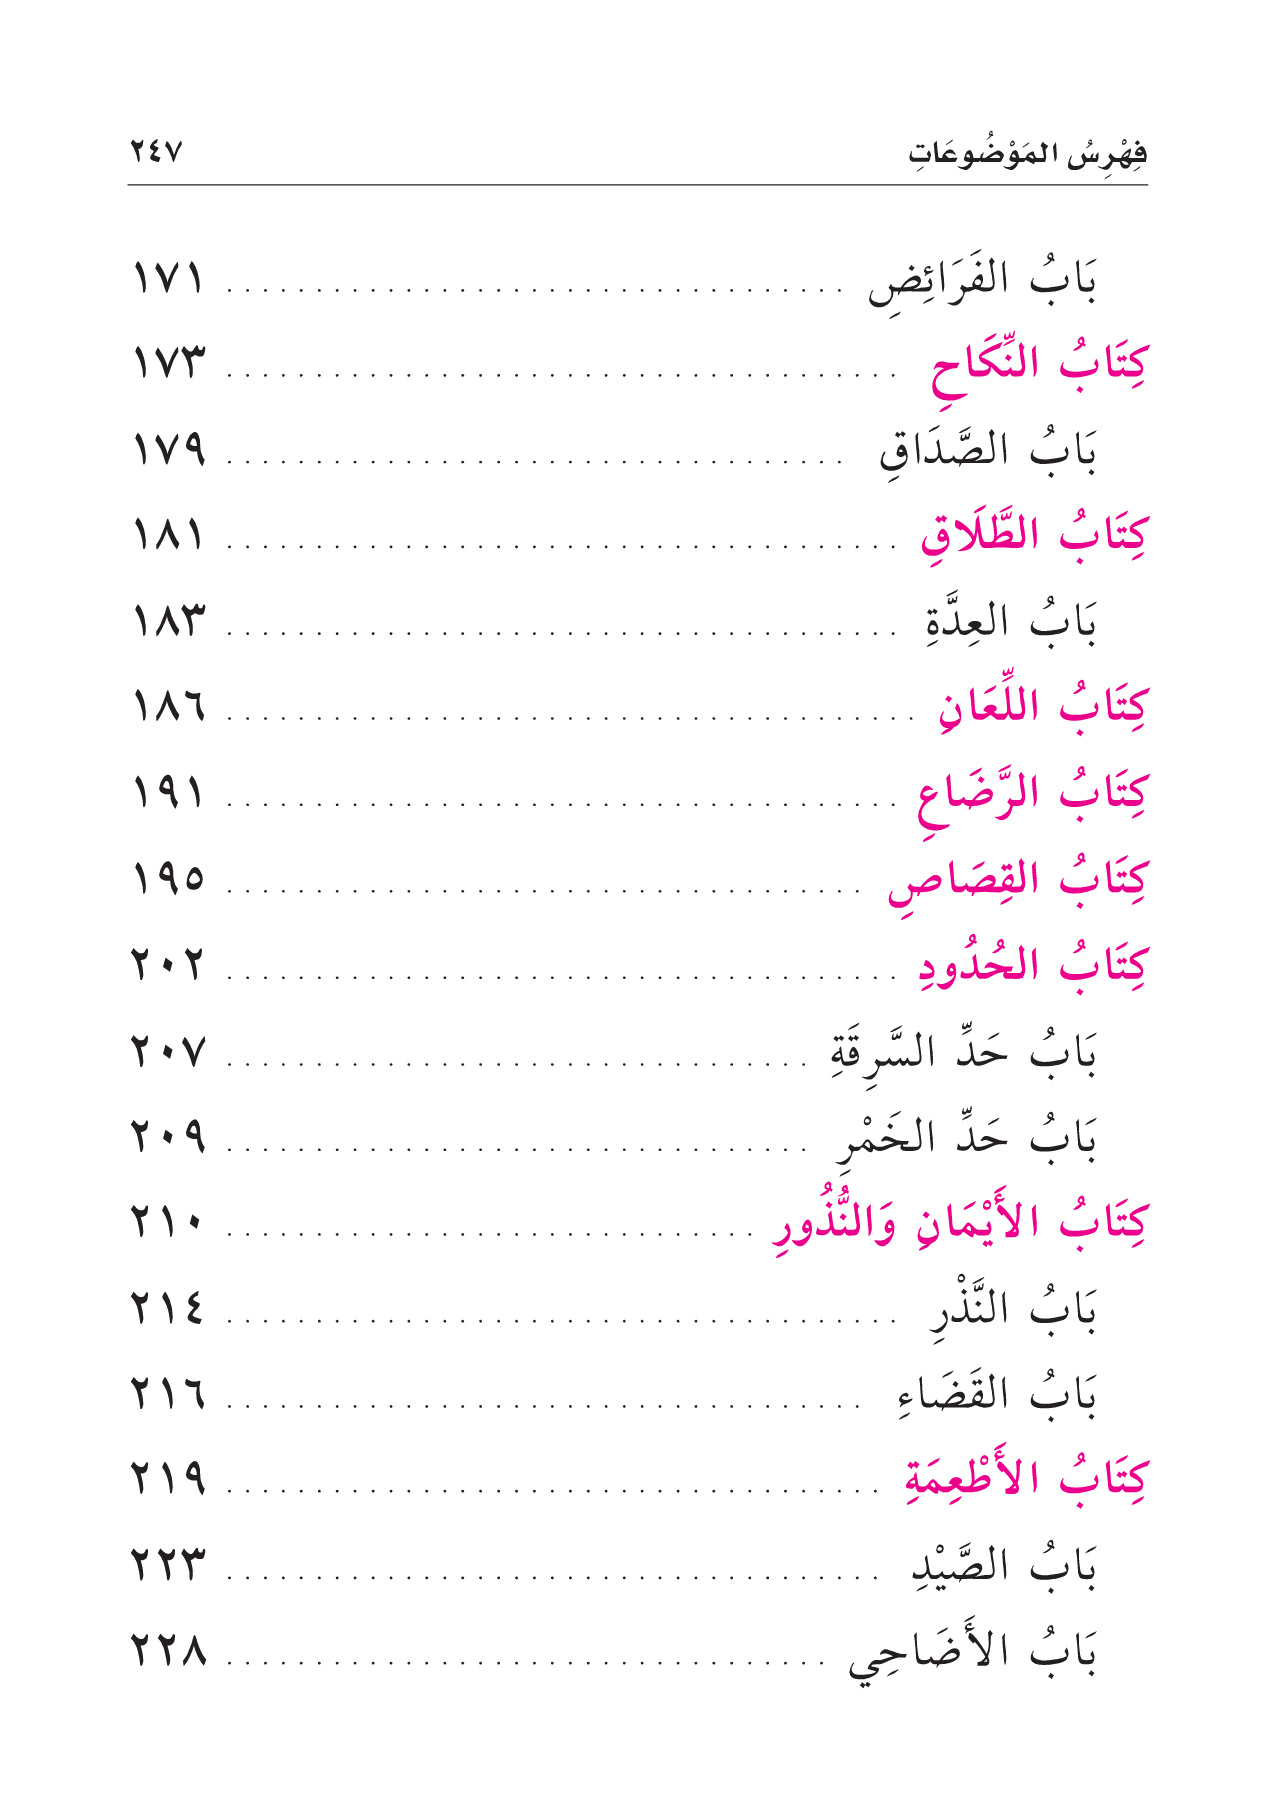 فِهْرِسُ المَوْضُوعَاتِ ٢٤٧
بَابُ الفَرَائِضِ . . . . . . . . . . . . . . . . . . . . . . . . . . . . . . . . . . . ١٧١
كِتَابُ النِّكَاحِ . . . . . . . . . . . . . . . . . . . . . . . . . . . . . . . . . . . . . . ١٧٣
بَابُ الصَّدَاقِ . . . . . . . . . . . . . . . . . . . . . . . . . . . . . . . . . . . ١٧٩
كِتَابُ الطَّلَاقِ . . . . . . . . . . . . . . . . . . . . . . . . . . . . . . . . . . . . . . ١٨١
بَابُ العِدَّةِ . . . . . . . . . . . . . . . . . . . . . . . . . . . . . . . . . . . . . . ١٨٣
كِتَابُ اللِّعَانِ . . . . . . . . . . . . . . . . . . . . . . . . . . . . . . . . . . . . . . . ١٨٦
كِتَابُ الرَّضَاعِ . . . . . . . . . . . . . . . . . . . . . . . . . . . . . . . . . . . . . . ١٩١
كِتَابُ القِصَاصِ . . . . . . . . . . . . . . . . . . . . . . . . . . . . . . . . . . . . ١٩٥
كِتَابُ الحُدُودِ . . . . . . . . . . . . . . . . . . . . . . . . . . . . . . . . . . . . . . ٢٠٢
بَابُ حَدِّ السَّرِقَةِ . . . . . . . . . . . . . . . . . . . . . . . . . . . . . . . . . ٢٠٧
بَابُ حَدِّ الخَمْرِ . . . . . . . . . . . . . . . . . . . . . . . . . . . . . . . . . ٢٠٩
كِتَابُ الأَيْمَانِ وَالنُّذُورِ . . . . . . . . . . . . . . . . . . . . . . . . . . . . . . ٢١٠
بَابُ النَّذْرِ . . . . . . . . . . . . . . . . . . . . . . . . . . . . . . . . . . . . . . ٢١٤
بَابُ القَضَاءِ . . . . . . . . . . . . . . . . . . . . . . . . . . . . . . . . . . . . ٢١٦
كِتَابُ الأَطْعِمَةِ . . . . . . . . . . . . . . . . . . . . . . . . . . . . . . . . . . . . . ٢١٩
بَابُ الصَّيْدِ . . . . . . . . . . . . . . . . . . . . . . . . . . . . . . . . . . . . . ٢٢٣
بَابُ الأَضَاحِي . . . . . . . . . . . . . . . . . . . . . . . . . . . . . . . . . . ٢٢٨